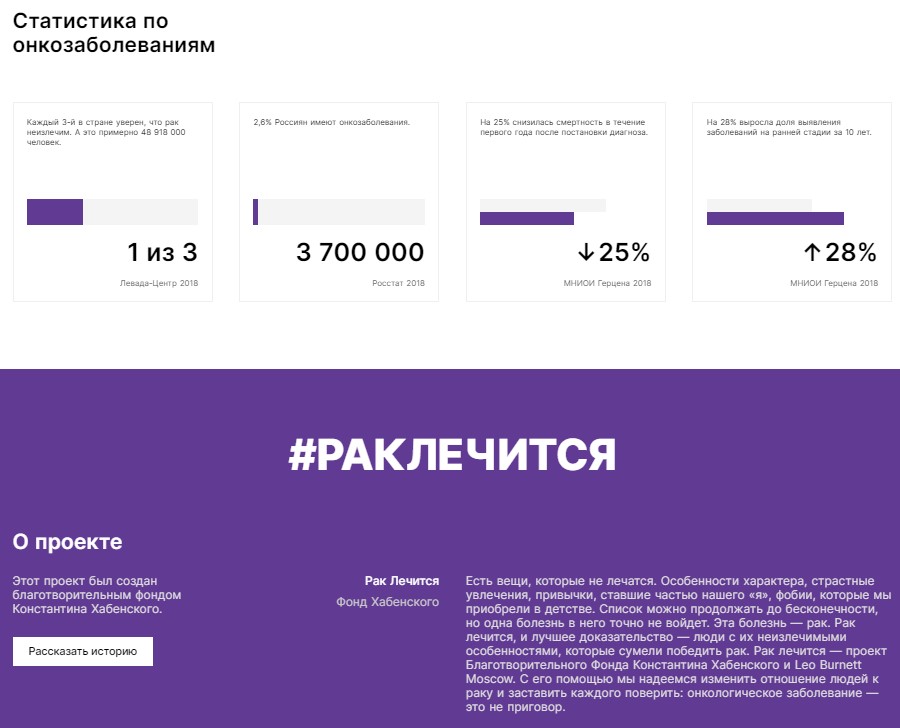 Статистика по
онкозаболеваниям
Каждый 3-й в стране уверен, что рак
неизлечим. А это примерно 48 918 000
человек.
1 из 3
Левада-Центр 2018
2,6% Россиян имеют онкозаболевания.
3 700 000
Росстат 2018
На 25% снизилась смертность в течение
первого года после постановки диагноза.
↓25%
МНИОИ Герцена 2018
На 28% выросла доля выявления
заболеваний на ранней стадии за 10 лет.
↑28%
МНИОИ Герцена 2018
#РАКЛЕЧИТСЯ
О проекте
Этот проект был создан
благотворительным фондом
Константина Хабенского.
Рассказать историю
Рак Лечится
Фонд Хабенского
Есть вещи, которые не лечатся. Особенности характера, страстные
увлечения, привычки, ставшие частью нашего «я», фобии, которые мы
приобрели в детстве. Список можно продолжать до бесконечности,
но одна болезнь в него точно не войдет. Эта болезнь — рак. Рак
лечится, и лучшее доказательство — люди с их неизлечимыми
особенностями, которые сумели победить рак. Рак лечится — проект
Благотворительного Фонда Константина Хабенского и Leo Burnett
Moscow. С его помощью мы надеемся изменить отношение людей к
раку и заставить каждого поверить: онкологическое заболевание —
это не приговор.